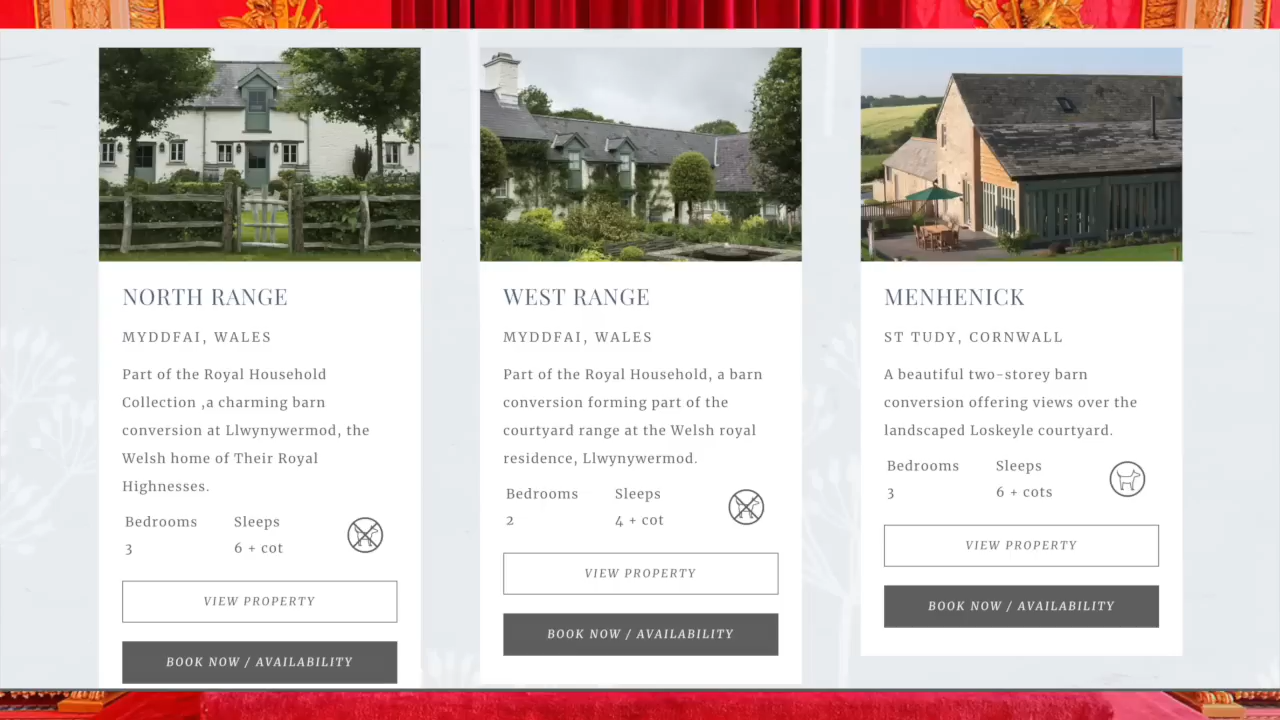 NORTH RANGE
MYDDFAI, WALES
Part of the Royal Household
Collection ,a charming barn
conversion at Llwynywermod, the
Welsh home of Their Royal
Highnesses.
Bedrooms Sleeps
3 6 + cot
VIEW PROPERTY
BOOK NOW / AVAILABILITY
WEST RANGE
MYDDFAI, WALES
Part of the Royal Household, a barn
conversion forming part of the
courtyard range at the Welsh royal
residence, Llwynywermod.
Bedrooms Sleeps
2 4 + cot
VIEW PROPERTY
BOOK NOW / AVAILABILITY
MENHENICK
ST TUDY, CORNWALL
A beautiful two-storey barn
conversion offering views over the
landscaped Loskeyle courtyard.
Bedrooms Sleeps
3 6 + cots
VIEW PROPERTY
BOOK NOW / AVAILABILITY